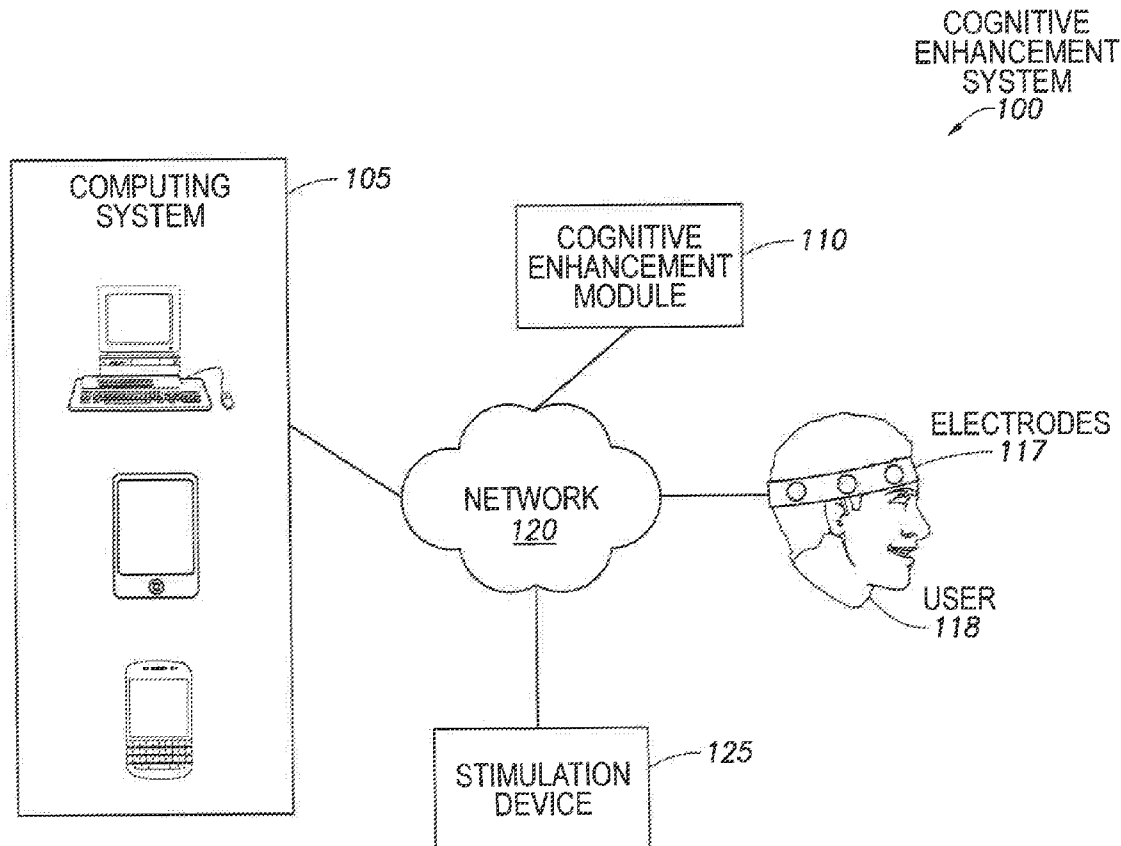 COGNITIVE
ENHANCEMENT
SYSTEM
100
COMPUTING
SYSTEM
105
COGNITIVE
ENHANCEMENT
MODULE
110
ELECTRODES
117
NETWORK
120
USER
118
STIMULATION
DEVICE
125